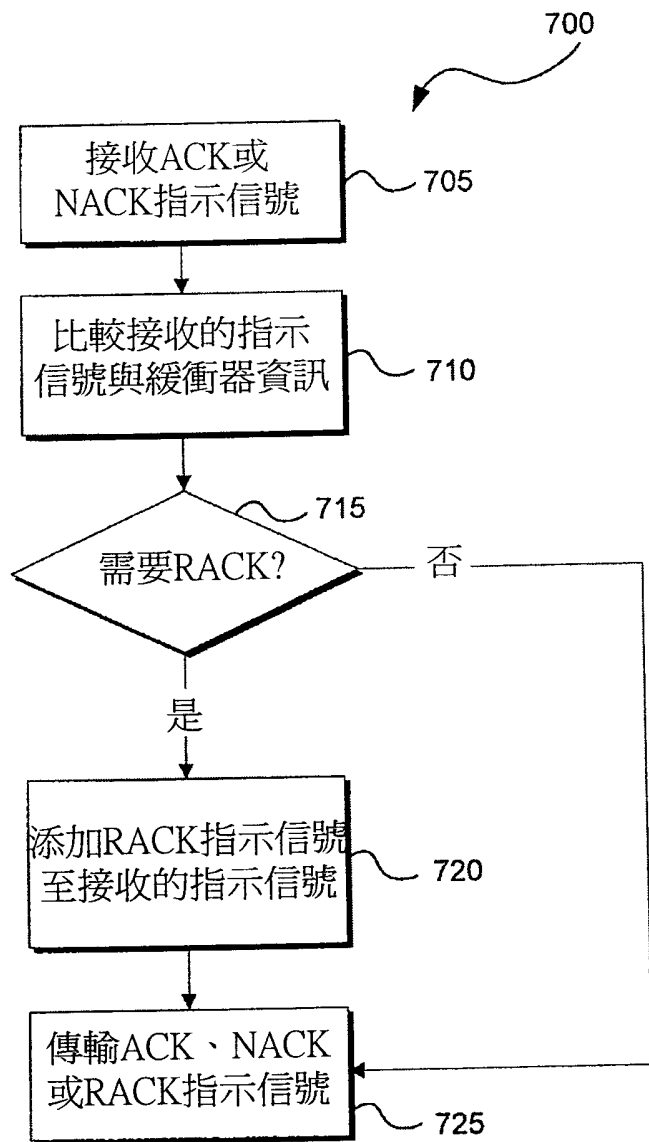 700
接收ACK或
NACK指示信號
705
比較接收的指示
信號與緩衝器資訊
710
715
需要RACK?
否
是
添加RACK指示信號
至接收的指示信號
720
傳輸ACK、NACK
或RACK指示信號
725